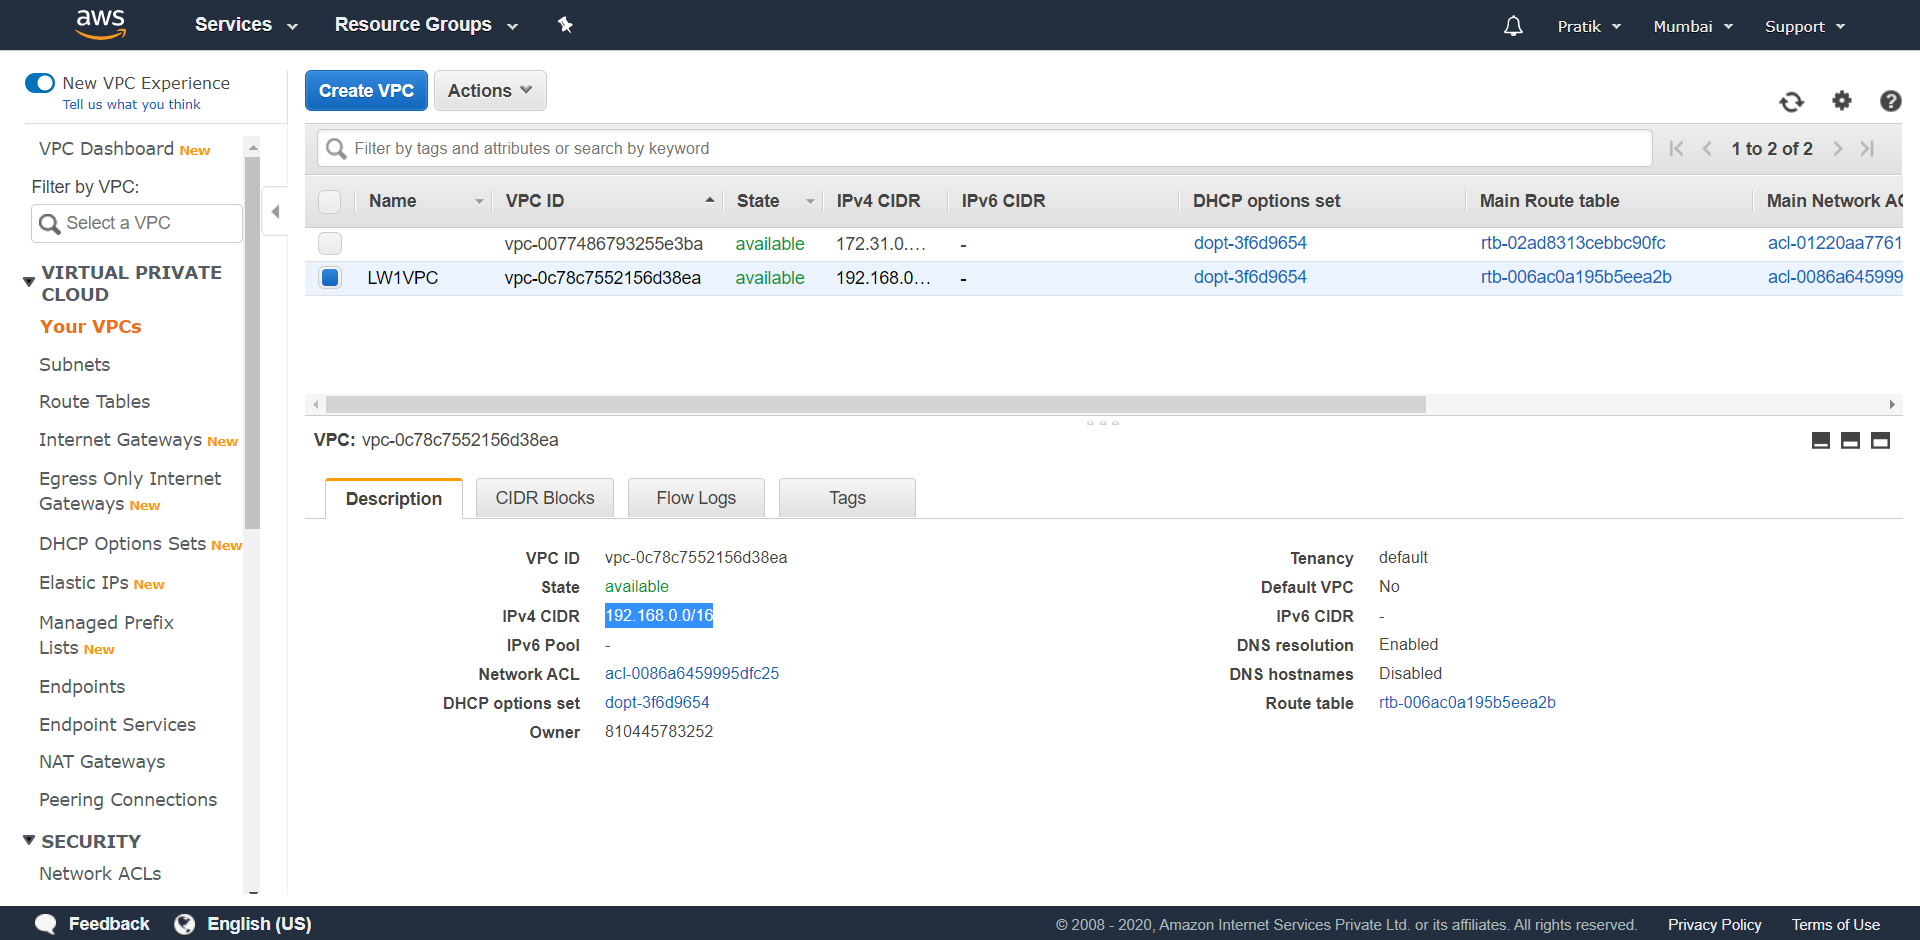 aws Services Resource Groups Pratik Mumbai Support
New VPC Experience
Tell us what you think
VPC Dashboard New
Filter by VPC:
Select a VPC
VIRTUAL PRIVATE
CLOUD
Your VPCs
Subnets
Route Tables
Internet Gateways New
Egress Only Internet
Gateways New
DHCP Options Sets New
Elastic IPs New
Managed Prefix
Lists New
Endpoints
Endpoint Services
NAT Gateways
Peering Connections
SECURITY
Network ACLs
Create VPC Actions
Filter by tags and attributes or search by keyword 1 to 2 of 2
Name VPC ID State IPv4 CIDR IPv6 CIDR DHCP options set Main Route table Main Network AC
vpc-0077486793255e3ba available 172.31.0.... - dopt-3f6d9654 rtb-02ad8313cebbc90fc acl-01220aa7761
LW1VPC vpc-0c78c7552156d38ea available 192.168.0... - dopt-3f6d9654 rtb-006ac0a195b5eea2b acl-0086a645999
VPC: vpc-0c78c7552156d38ea
Description CIDR Blocks Flow Logs Tags
VPC ID vpc-0c78c7552156d38ea Tenancy default
State available Default VPC No
IPv4 CIDR 192.168.0.0/16 IPv6 CIDR -
IPv6 Pool - DNS resolution Enabled
Network ACL acl-0086a6459995dfc25 DNS hostnames Disabled
DHCP options set dopt-3f6d9654 Route table rtb-006ac0a195b5eea2b
Owner 810445783252
Feedback English (US) © 2008 - 2020, Amazon Internet Services Private Ltd. or its affiliates. All rights reserved. Privacy Policy Terms of Use